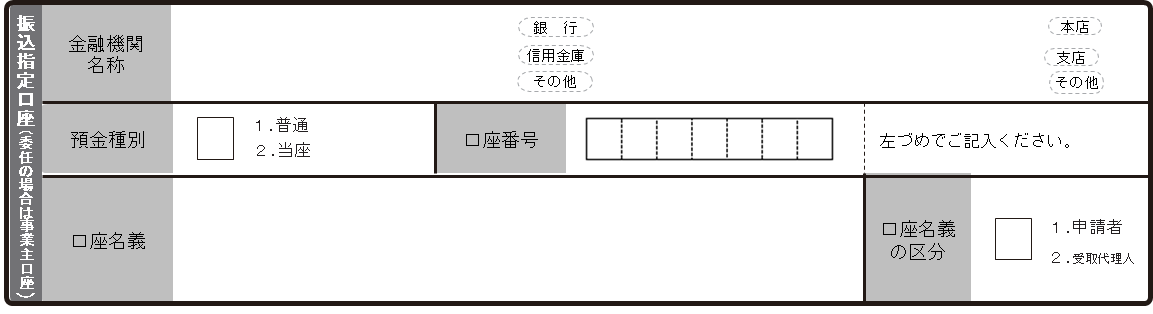 振込指定口座(委任の場合は事業主口座)
金融機関
名称
銀　行
信用金庫
その他
本店
支店
その他
預金種別
１.普通
２.当座
口座番号
左づめでご記入ください。
口座名義
口座名義
の区分
１.申請者
２.受取代理人